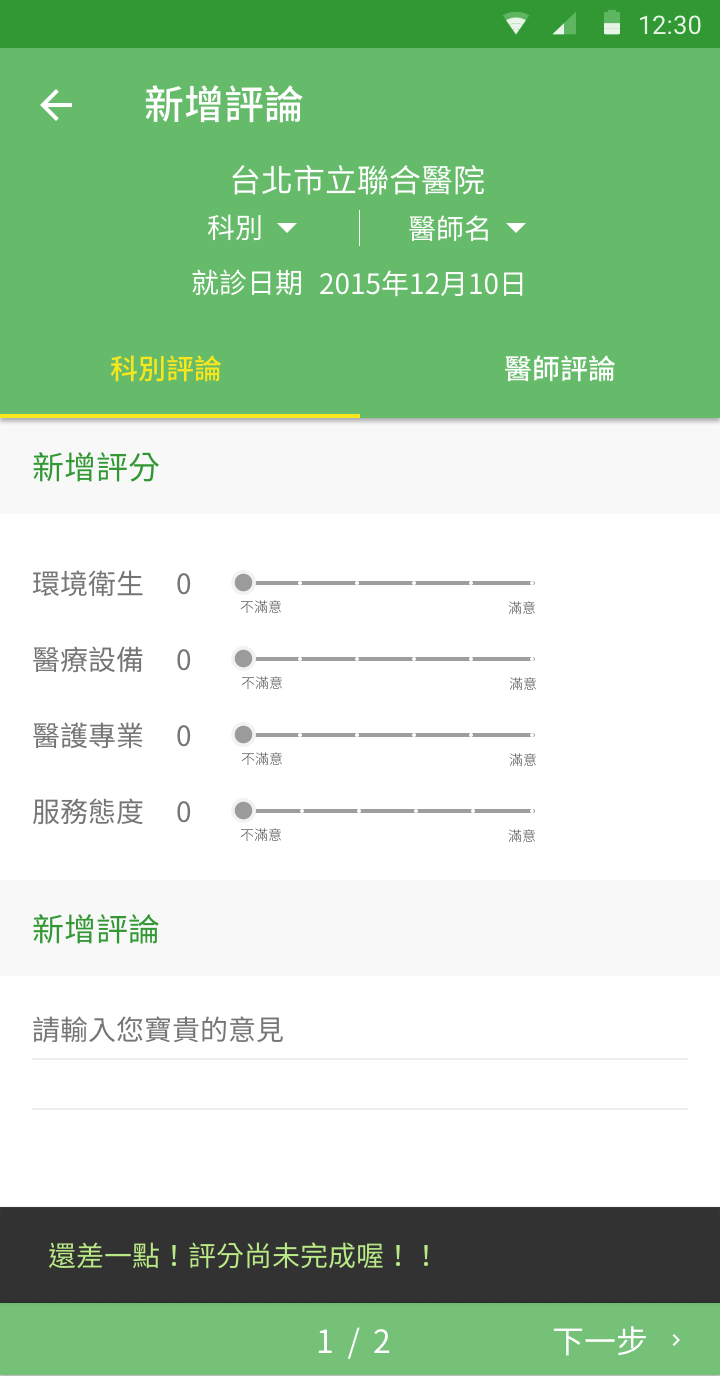 12:30
新增評論
台北市立聯合醫院
科別 醫師名
就診日期 2015年12月10日
科別評論 醫師評論
新增評分
環境衛生 0
不滿意 滿意
醫療設備 0
不滿意 滿意
醫護專業 0
不滿意 滿意
服務態度 0
不滿意 滿意
新增評論
請輸入您寶貴的意見
還差一點！評分尚未完成喔！！
1 / 2 下一步